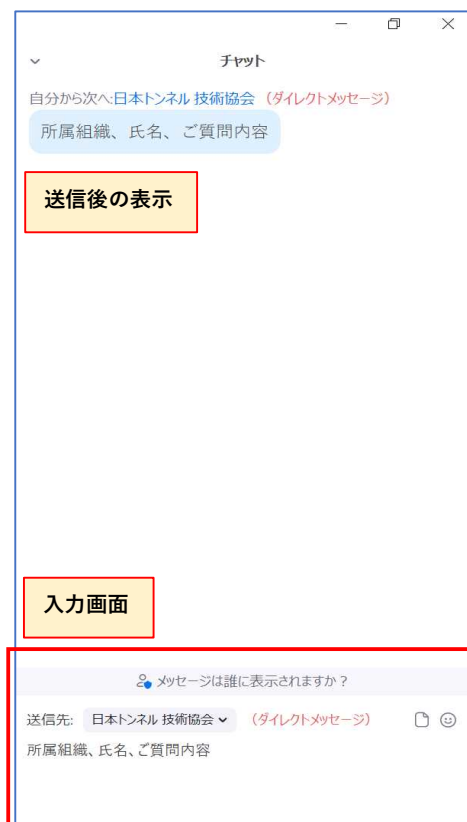 チャット
自分から次へ:日本トンネル 技術協会 (ダイレクトメッセージ)
所属組織、氏名、ご質問内容
送信後の表示
入力画面
メッセージは誰に表示されますか？
送信先: 日本トンネル 技術協会 (ダイレクトメッセージ)
所属組織、氏名、ご質問内容